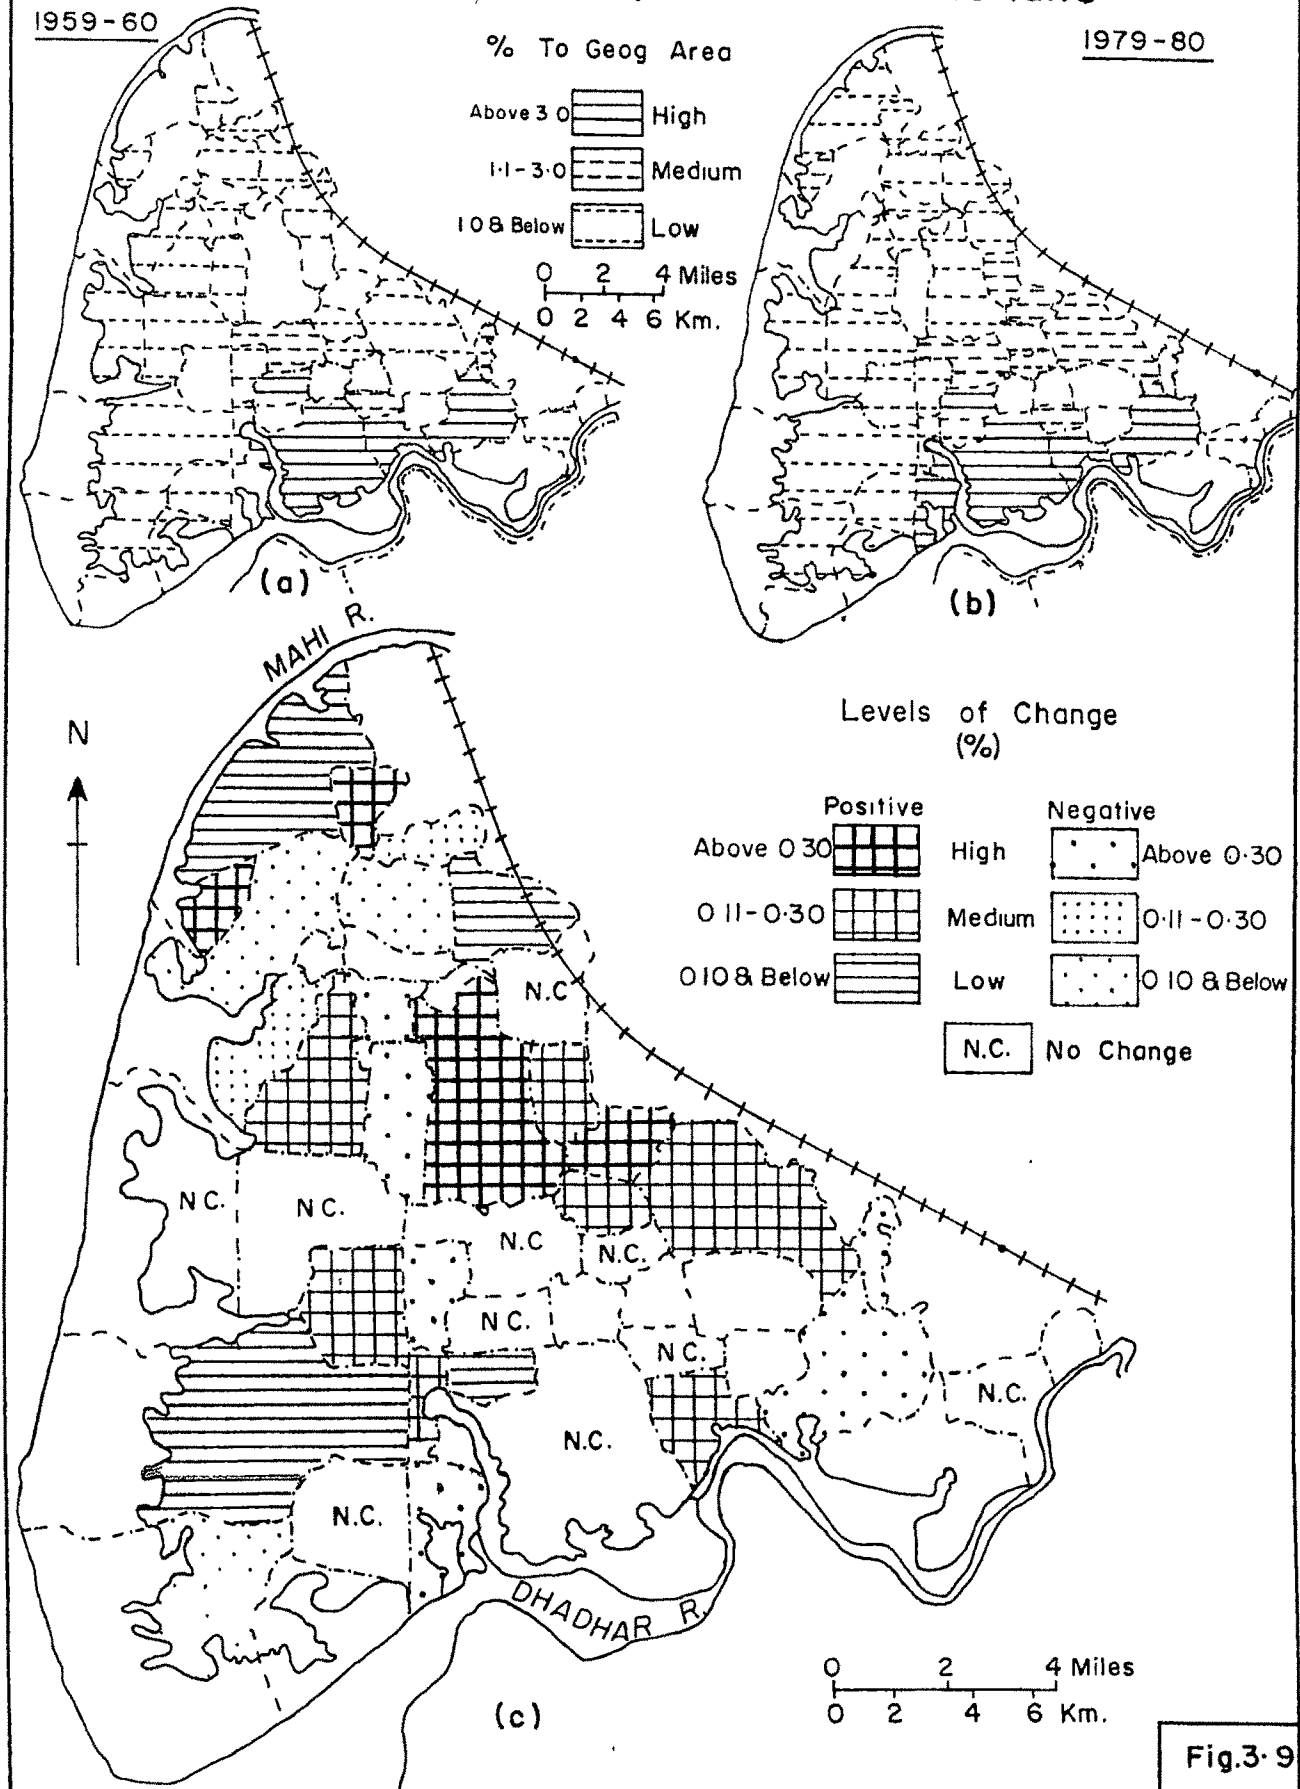 1959-60
% To Geog Area
1979-80
Above 3 0 High
1·1-3·0 Medium
1 0 & Below Low
0 2 4 Miles
0 2 4 6 Km.
(a)
(b)
MAHI R.
N
Levels of Change
(%)
Positive Negative
Above 0 30 High Above 0·30
0 11-0·30 Medium 0·11-0·30
0 10 & Below Low 0 10 & Below
N.C. No Change
N.C
N C.
N C.
N.C
N.C.
N C.
N C.
N.C.
N.C.
N.C.
DHADHAR R.
0 2 4 Miles
0 2 4 6 Km.
(c)
Fig.3·9